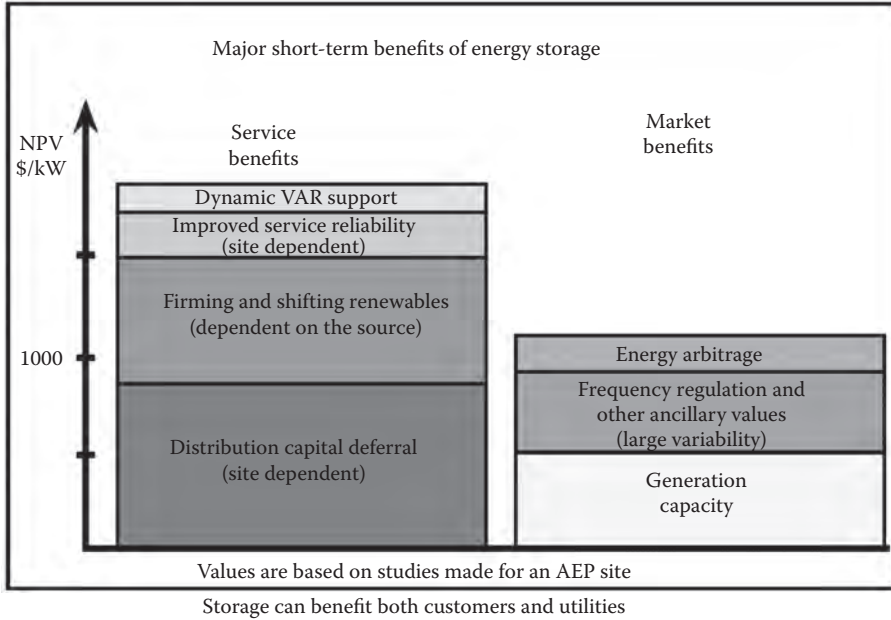 Major short-term benefits of energy storage
NPV
$/kW
Service
benefits
Market
benefits
Dynamic VAR support
Improved service reliability
(site dependent)
Firming and shifting renewables
(dependent on the source)
1000
Energy arbitrage
Frequency regulation and
other ancillary values
(large variability)
Distribution capital deferral
(site dependent)
Generation
capacity
Values are based on studies made for an AEP site
Storage can benefit both customers and utilities